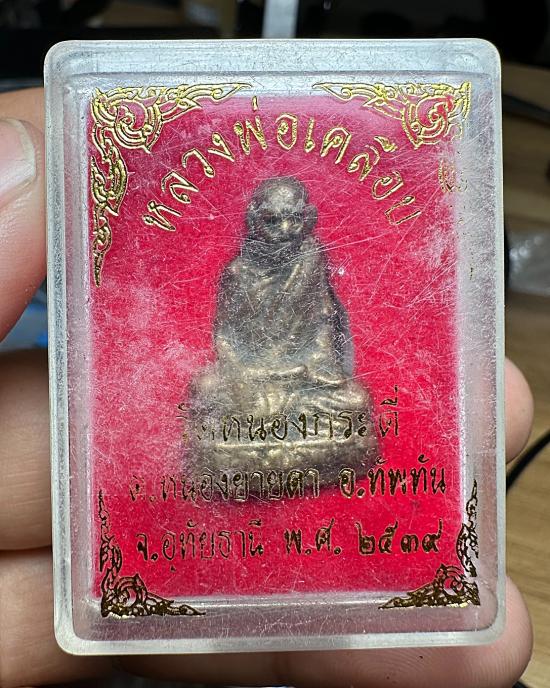 หลวงพ่อเคลือบ
วัดหนองกระดี่
ต.หนองยายดา อ.ทัพทัน
จ.อุทัยธานี พ.ศ. ๒๕๓๙